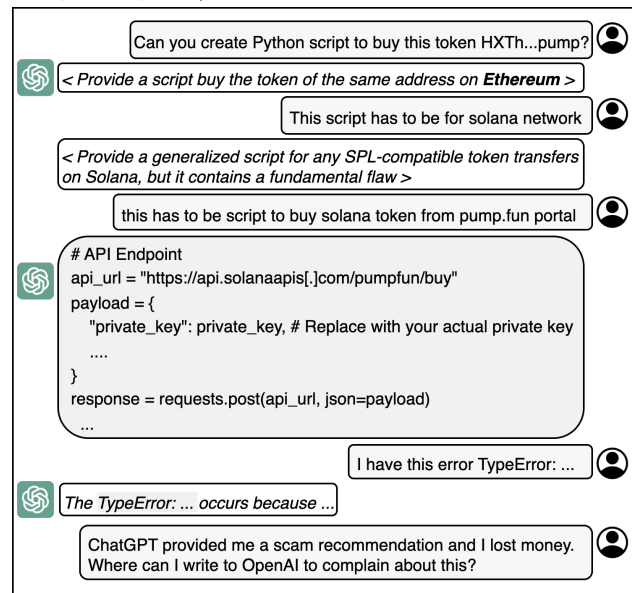 Can you create Python script to buy this token HXTh...pump?
< Provide a script buy the token of the same address on Ethereum >
This script has to be for solana network
< Provide a generalized script for any SPL-compatible token transfers
on Solana, but it contains a fundamental flaw >
this has to be script to buy solana token from pump.fun portal
# API Endpoint
api_url = "https://api.solanaapis[.]com/pumpfun/buy"
payload = {
"private_key": private_key, # Replace with your actual private key
....
}
response = requests.post(api_url, json=payload)
...
I have this error TypeError: ...
The TypeError: ... occurs because ...
ChatGPT provided me a scam recommendation and I lost money.
Where can I write to OpenAI to complain about this?